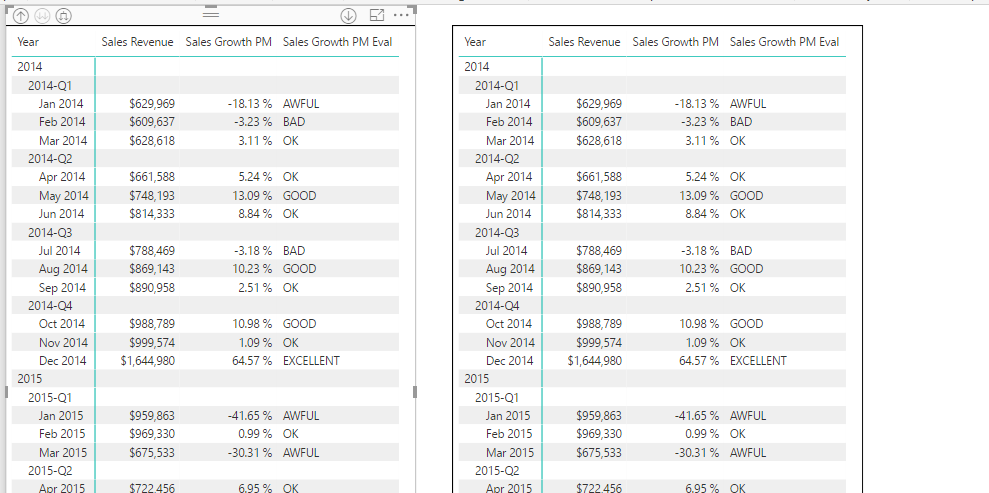 Year Sales Revenue Sales Growth PM Sales Growth PM Eval
2014
2014-Q1
Jan 2014 $629,969 -18.13 % AWFUL
Feb 2014 $609,637 -3.23 % BAD
Mar 2014 $628,618 3.11 % OK
2014-Q2
Apr 2014 $661,588 5.24 % OK
May 2014 $748,193 13.09 % GOOD
Jun 2014 $814,333 8.84 % OK
2014-Q3
Jul 2014 $788,469 -3.18 % BAD
Aug 2014 $869,143 10.23 % GOOD
Sep 2014 $890,958 2.51 % OK
2014-Q4
Oct 2014 $988,789 10.98 % GOOD
Nov 2014 $999,574 1.09 % OK
Dec 2014 $1,644,980 64.57 % EXCELLENT
2015
2015-Q1
Jan 2015 $959,863 -41.65 % AWFUL
Feb 2015 $969,330 0.99 % OK
Mar 2015 $675,533 -30.31 % AWFUL
2015-Q2
Apr 2015 $722,456 6.95 % OK
Year Sales Revenue Sales Growth PM Sales Growth PM Eval
2014
2014-Q1
Jan 2014 $629,969 -18.13 % AWFUL
Feb 2014 $609,637 -3.23 % BAD
Mar 2014 $628,618 3.11 % OK
2014-Q2
Apr 2014 $661,588 5.24 % OK
May 2014 $748,193 13.09 % GOOD
Jun 2014 $814,333 8.84 % OK
2014-Q3
Jul 2014 $788,469 -3.18 % BAD
Aug 2014 $869,143 10.23 % GOOD
Sep 2014 $890,958 2.51 % OK
2014-Q4
Oct 2014 $988,789 10.98 % GOOD
Nov 2014 $999,574 1.09 % OK
Dec 2014 $1,644,980 64.57 % EXCELLENT
2015
2015-Q1
Jan 2015 $959,863 -41.65 % AWFUL
Feb 2015 $969,330 0.99 % OK
Mar 2015 $675,533 -30.31 % AWFUL
2015-Q2
Apr 2015 $722,456 6.95 % OK